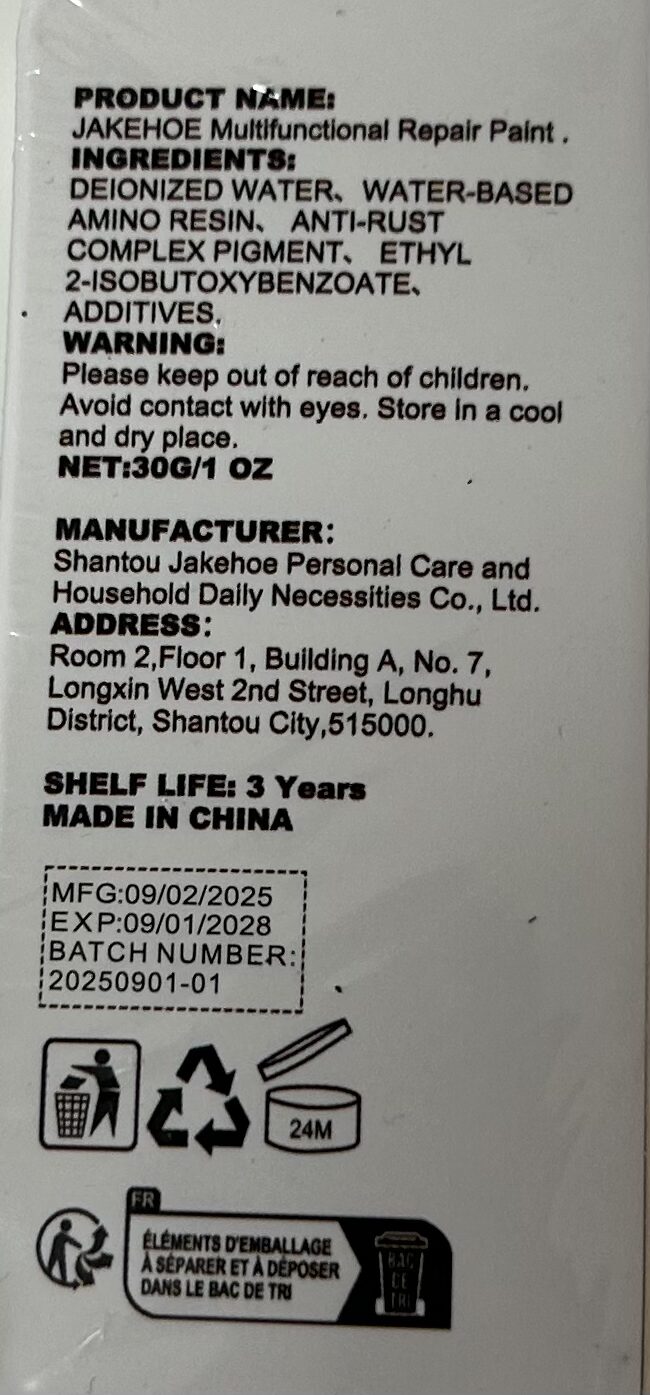 PRODUCT NAME:
JAKEHOE Multifunctional Repair Paint .
INGREDIENTS:
DEIONIZED WATER、 WATER-BASED
AMINO RESIN、 ANTI-RUST
COMPLEX PIGMENT、 ETHYL
2-ISOBUTOXYBENZOATE、
ADDITIVES.
WARNING:
Please keep out of reach of children.
Avoid contact with eyes. Store in a cool
and dry place.
NET:30G/1 OZ
MANUFACTURER:
Shantou Jakehoe Personal Care and
Household Daily Necessities Co., Ltd.
ADDRESS:
Room 2,Floor 1, Building A, No. 7,
Longxin West 2nd Street, Longhu
District, Shantou City,515000.
SHELF LIFE: 3 Years
MADE IN CHINA
MFG:09/02/2025
EXP:09/01/2028
BATCH NUMBER:
20250901-01
24M
FR
ÉLÉMENTS D'EMBALLAGE
À SÉPARER ET À DÉPOSER
DANS LE BAC DE TRI
BAC
DE
TRI